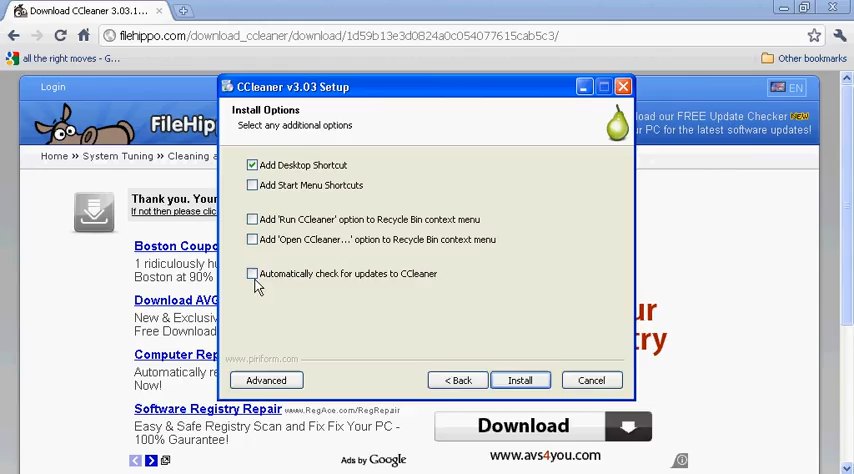 Download CCleaner 3.03.1...
filehippo.com/download_ccleaner/download/1d59b13e3d0824a0c054077615cab5c3/
all the right moves - G...
Other bookmarks
Login
EN
FileHip
load our FREE Update Checker NEW
PC for the latest software updates!
Home » System Tuning » Cleaning a
Thank you. Your
If not then please clic
Boston Coupo
1 ridiculously hu
Boston at 90%
Download AVG
New & Exclusiv
Free Download
Computer Rep
Automatically re
Now!
Software Registry Repair www.RegAce.com/RegRepair
Easy & Safe Registry Scan and Fix Fix Your PC -
100% Gaurantee!
Ads by Google
ur
stry
Download
www.avs4you.com
CCleaner v3.03 Setup
Install Options
Select any additional options
Add Desktop Shortcut
Add Start Menu Shortcuts
Add 'Run CCleaner' option to Recycle Bin context menu
Add 'Open CCleaner...' option to Recycle Bin context menu
Automatically check for updates to CCleaner
www.piriform.com
Advanced
< Back
Install
Cancel